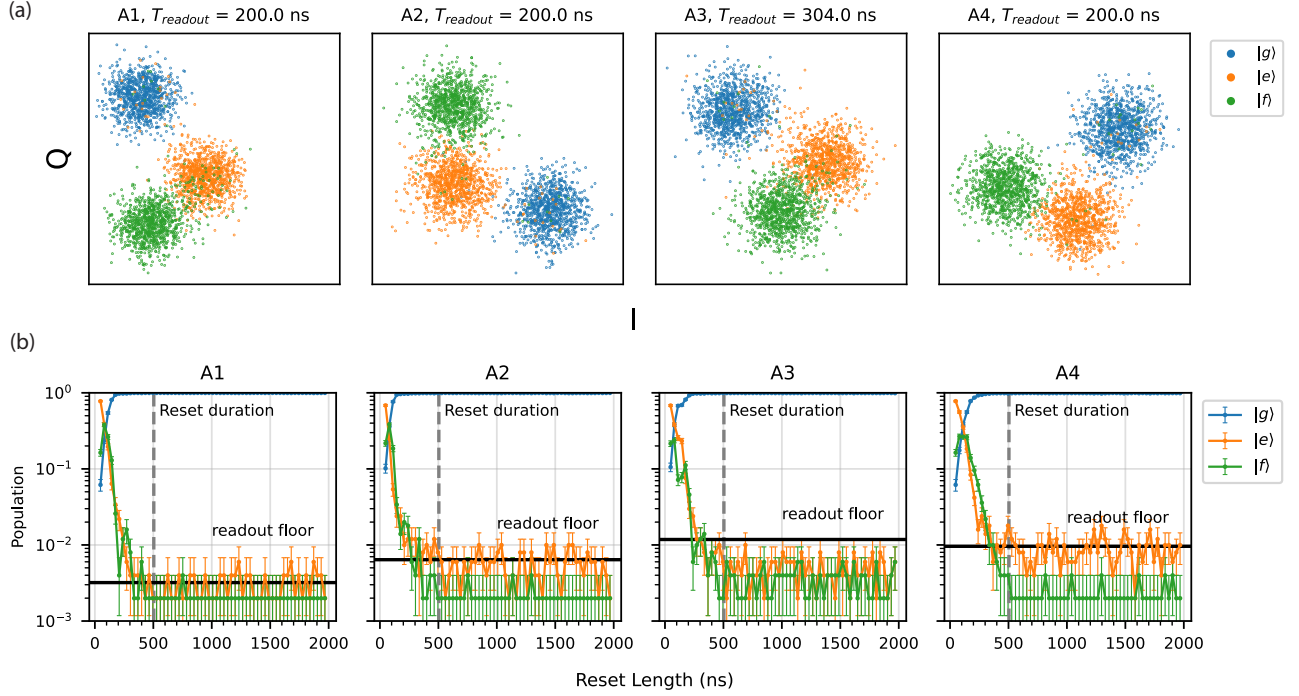 (a)
A1, T_readout = 200.0 ns
A2, T_readout = 200.0 ns
A3, T_readout = 304.0 ns
A4, T_readout = 200.0 ns
|g⟩
|e⟩
|f⟩
Q
I
(b)
A1
A2
A3
A4
10⁰
10⁻¹
10⁻²
10⁻³
Population
Reset duration
readout floor
Reset duration
readout floor
Reset duration
readout floor
Reset duration
readout floor
|g⟩
|e⟩
|f⟩
0 500 1000 1500 2000
0 500 1000 1500 2000
0 500 1000 1500 2000
0 500 1000 1500 2000
Reset Length (ns)